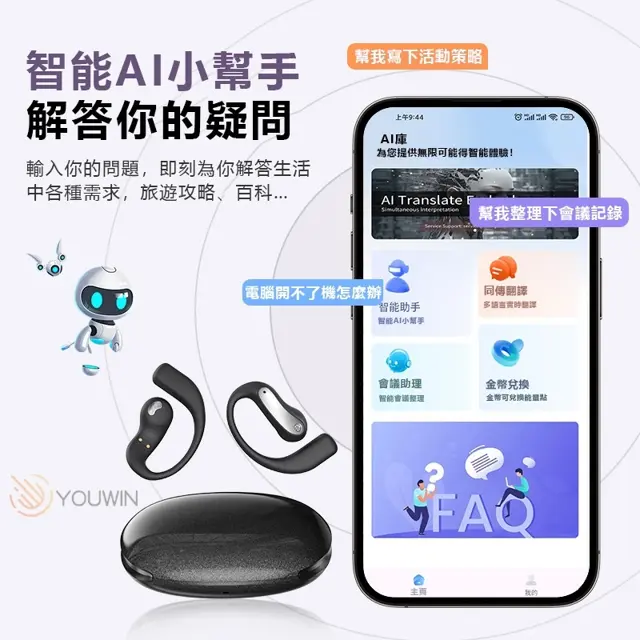 幫我寫下活動策略
智能AI小幫手
解答你的疑問
輸入你的問題，即刻為你解答生活
中各種需求，旅遊攻略、百科...
上午9:44
AI庫
為您提供無限可能得智能體驗！
AI Translate
Simultaneous Interpretation
幫我整理下會議記錄
電腦開不了機怎麼辦
智能助手
智能AI小幫手
同傳翻譯
多語言實時翻譯
會議助理
智能會議整理
金幣兌換
金幣可兌換能量點
YOUWIN
FAQ
主頁
我的